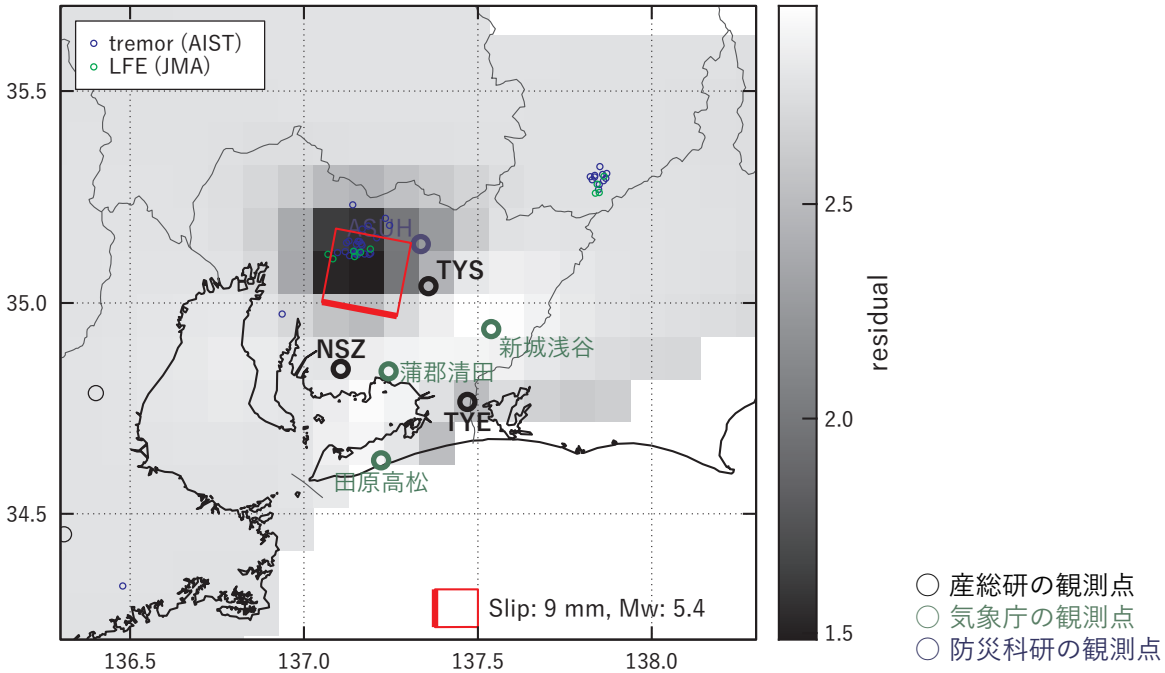 tremor (AIST)
LFE (JMA)
35.5
35.0
34.5
136.5
137.0
137.5
138.0
ASUH
TYS
新城浅谷
NSZ
蒲郡清田
TYE
田原高松
Slip: 9 mm, Mw: 5.4
2.5
2.0
1.5
residual
産総研の観測点
気象庁の観測点
防災科研の観測点